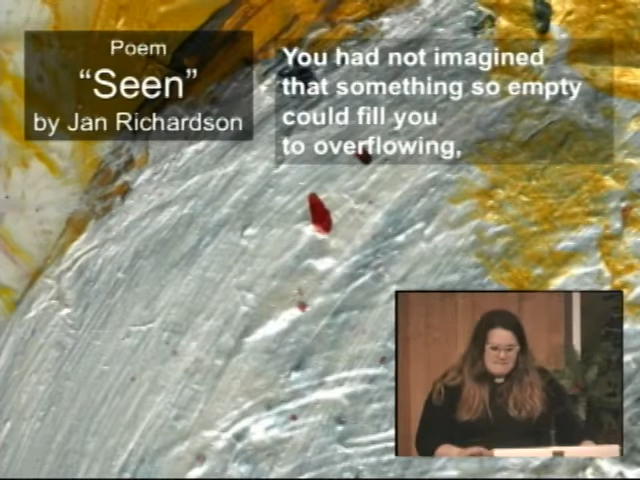 Poem
“Seen”
by Jan Richardson
You had not imagined
that something so empty
could fill you
to overflowing,